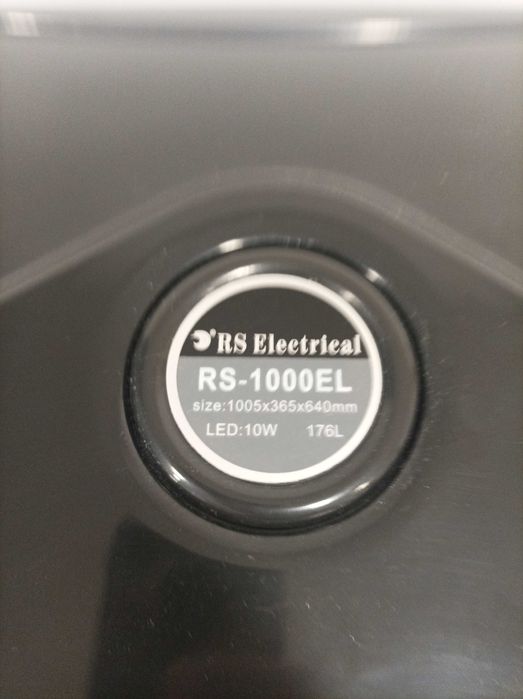 RS Electrical
RS-1000EL
size:1005x365x640mm
LED:10W 176L